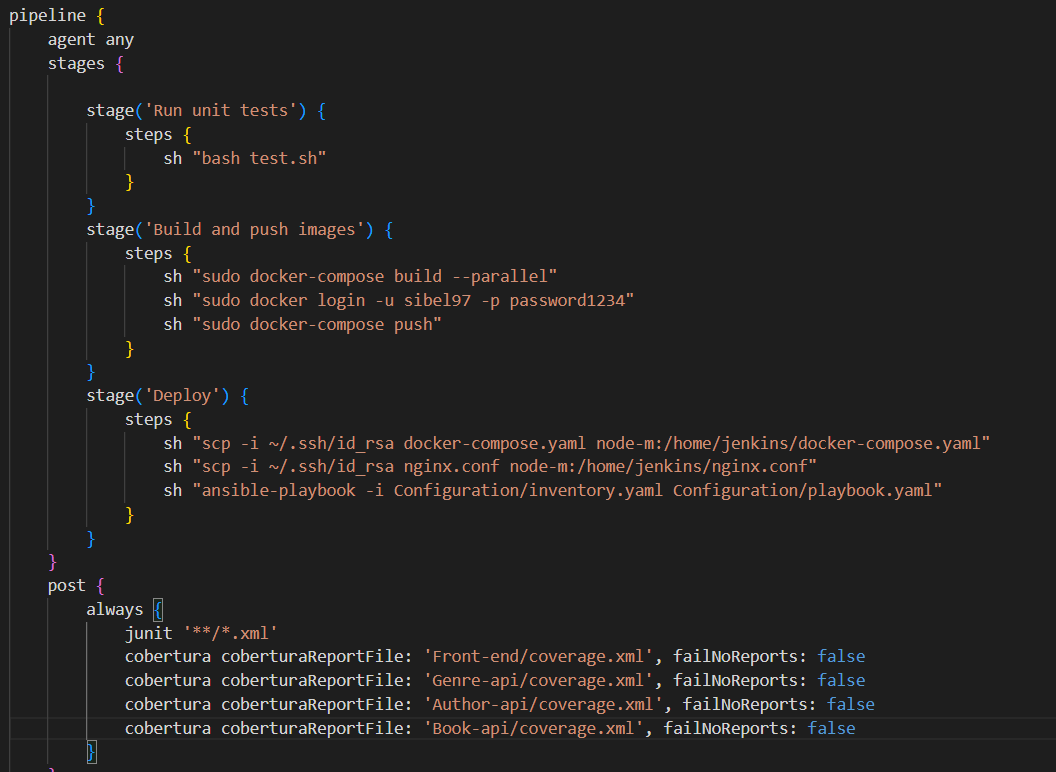 pipeline {
    agent any
    stages {

        stage('Run unit tests') {
            steps {
                sh "bash test.sh"
            }
        }
        stage('Build and push images') {
            steps {
                sh "sudo docker-compose build --parallel"
                sh "sudo docker login -u sibel97 -p password1234"
                sh "sudo docker-compose push"
            }
        }
        stage('Deploy') {
            steps {
                sh "scp -i ~/.ssh/id_rsa docker-compose.yaml node-m:/home/jenkins/docker-compose.yaml"
                sh "scp -i ~/.ssh/id_rsa nginx.conf node-m:/home/jenkins/nginx.conf"
                sh "ansible-playbook -i Configuration/inventory.yaml Configuration/playbook.yaml"
            }
        }
    }
    post {
        always {
            junit '**/*.xml'
            cobertura coberturaReportFile: 'Front-end/coverage.xml', failNoReports: false
            cobertura coberturaReportFile: 'Genre-api/coverage.xml', failNoReports: false
            cobertura coberturaReportFile: 'Author-api/coverage.xml', failNoReports: false
            cobertura coberturaReportFile: 'Book-api/coverage.xml', failNoReports: false
        }
    }